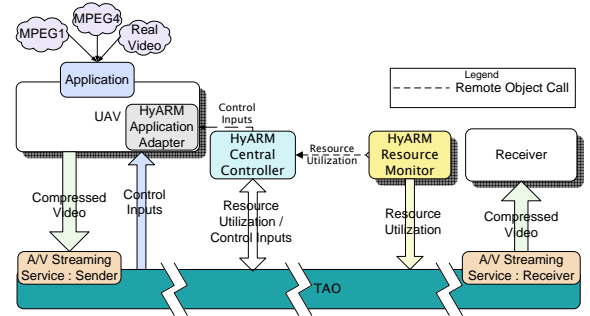 MPEG4
MPEG1
Real
Video
Application
UAV
HyARM
Application
Adapter
Control
Inputs
HyARM
Central
Controller
Resource
Utilization
HyARM
Resource
Monitor
Legend
Remote Object Call
Receiver
Compressed
Video
Control
Inputs
Resource
Utilization /
Control Inputs
Resource
Utilization
Compressed
Video
A/V Streaming
Service : Sender
TAO
A/V Streaming
Service : Receiver